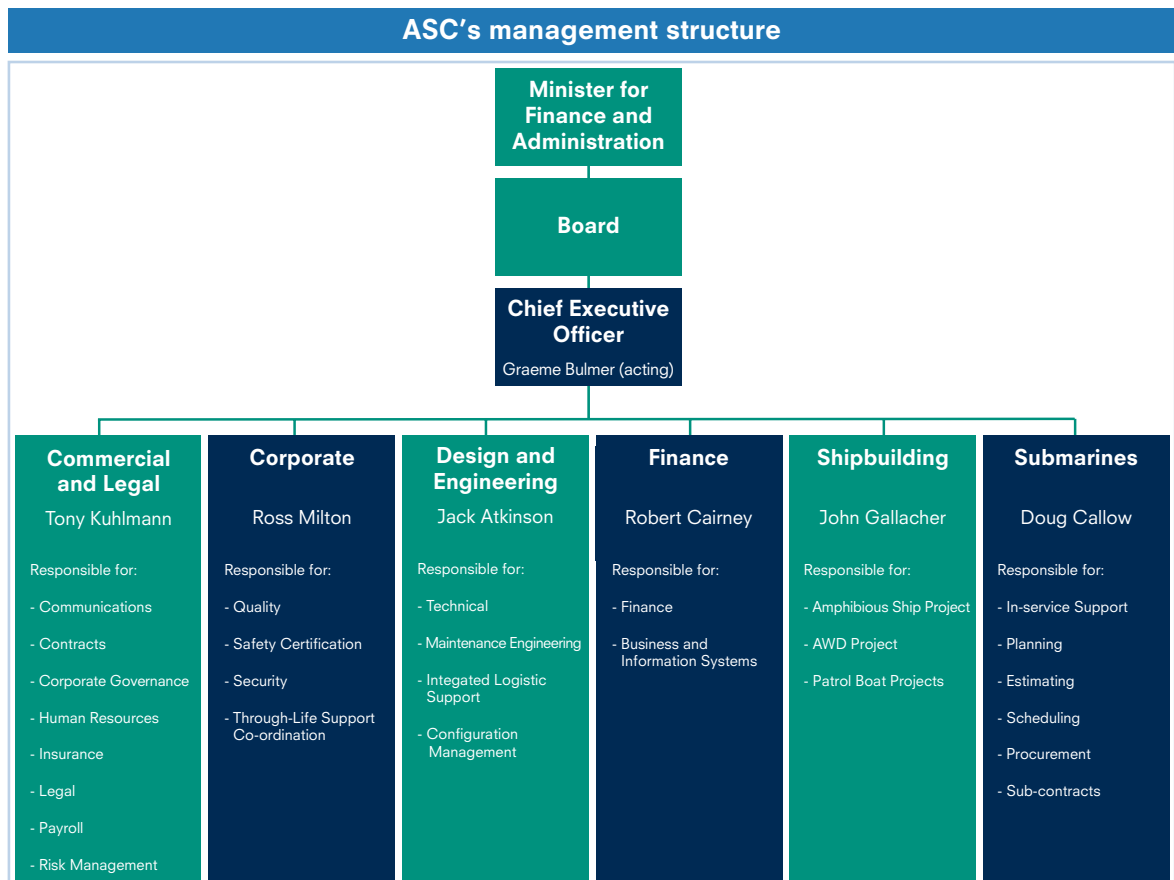 ASC's management structure
Minister for
Finance and
Administration
Board
Chief Executive
Officer
Graeme Bulmer (acting)
Commercial
and Legal
Tony Kuhlmann
Responsible for:
- Communications
- Contracts
- Corporate Governance
- Human Resources
- Insurance
- Legal
- Payroll
- Risk Management
Corporate
Ross Milton
Responsible for:
- Quality
- Safety Certification
- Security
- Through-Life Support
Co-ordination
Design and
Engineering
Jack Atkinson
Responsible for:
- Technical
- Maintenance Engineering
- Integated Logistic
Support
- Configuration
Management
Finance
Robert Cairney
Responsible for:
- Finance
- Business and
Information Systems
Shipbuilding
John Gallacher
Responsible for:
- Amphibious Ship Project
- AWD Project
- Patrol Boat Projects
Submarines
Doug Callow
Responsible for:
- In-service Support
- Planning
- Estimating
- Scheduling
- Procurement
- Sub-contracts